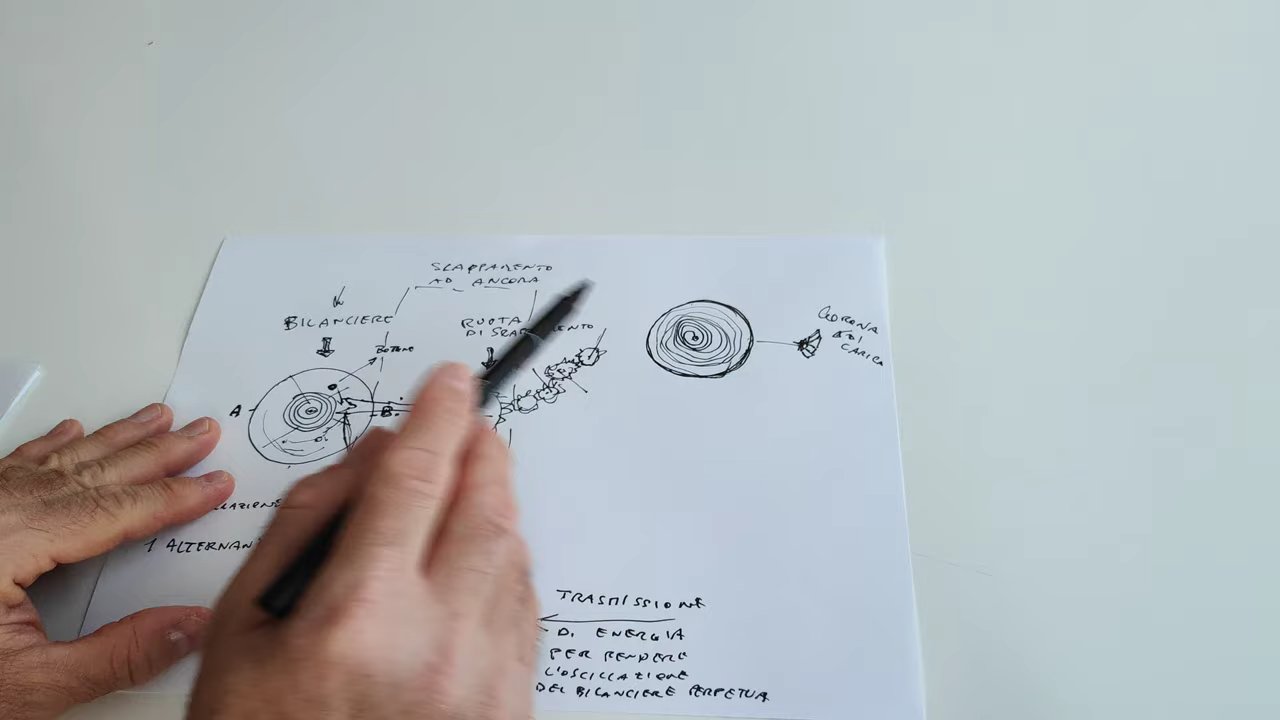 SCAPPAMENTO
AD ANCORA
BILANCIERE
RUOTA
DI SCAPPAMENTO
BOTONE
CORONA
DI
CARICA
A
B
1 ALTERNAN
TRASMISSIONE
DI ENERGIA
PER RENDERE
L'OSCILLAZIONE
DEL BILANCIERE PERPETUA